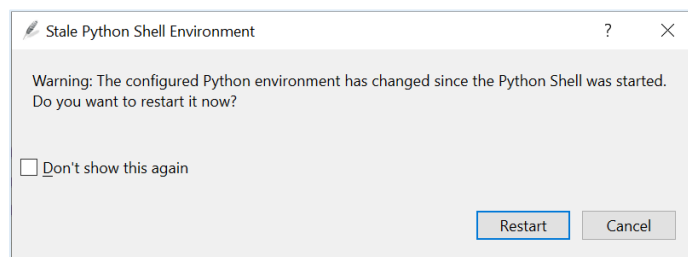 Stale Python Shell Environment
?
Warning: The configured Python environment has changed since the Python Shell was started.
Do you want to restart it now?
Don't show this again
Restart Cancel